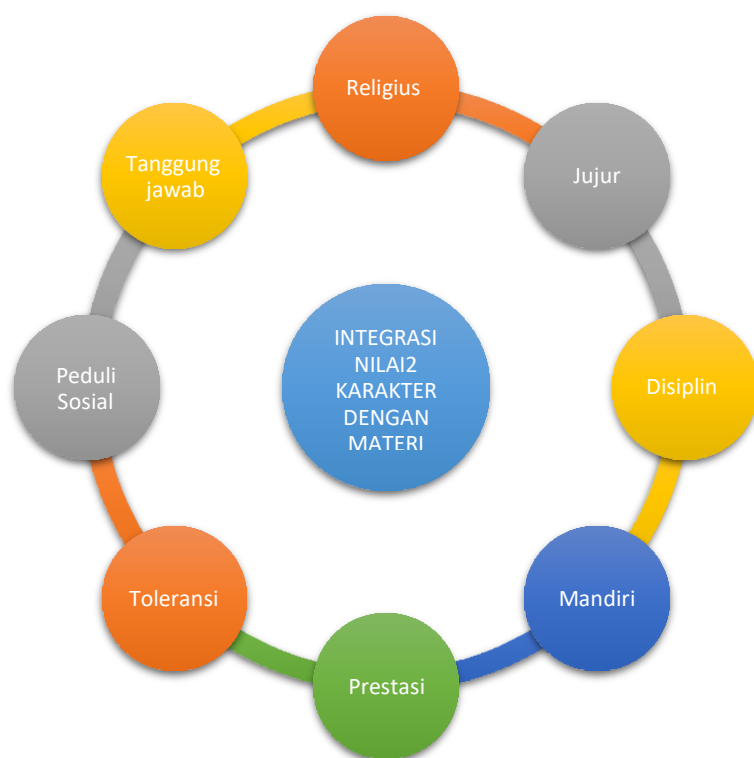 Religius
Jujur
Disiplin
Mandiri
Prestasi
Toleransi
Peduli
Sosial
Tanggung
jawab
INTEGRASI
NILAI2
KARAKTER
DENGAN
MATERI